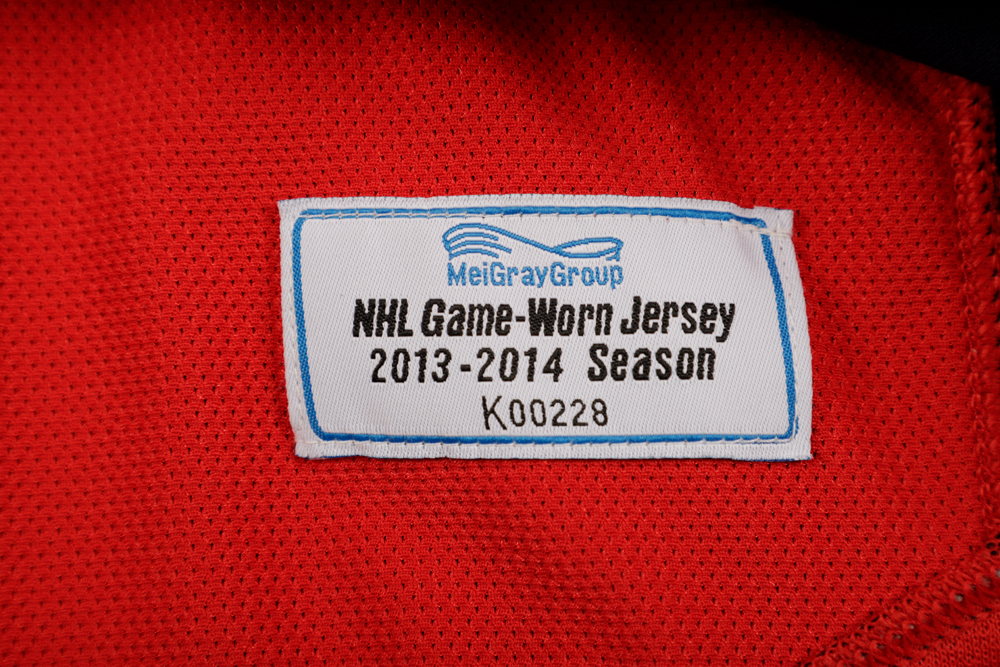 MeiGrayGroup
NHL Game-Worn Jersey
2013-2014 Season
K00228